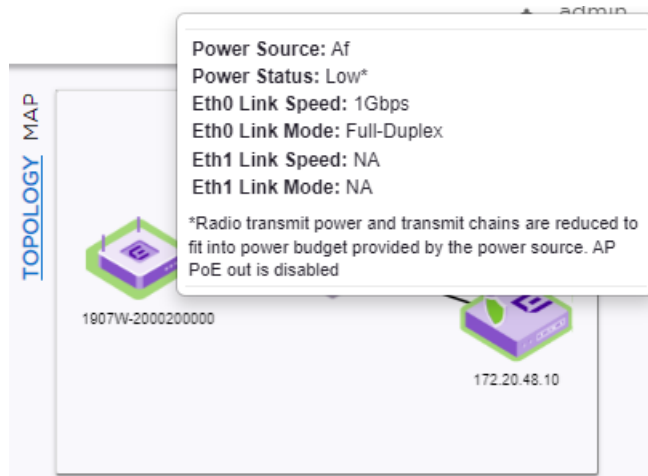 admin
Power Source: Af
Power Status: Low*
Eth0 Link Speed: 1Gbps
Eth0 Link Mode: Full-Duplex
Eth1 Link Speed: NA
Eth1 Link Mode: NA
*Radio transmit power and transmit chains are reduced to
fit into power budget provided by the power source. AP
PoE out is disabled
TOPOLOGY MAP
1907W-2000200000
172.20.48.10